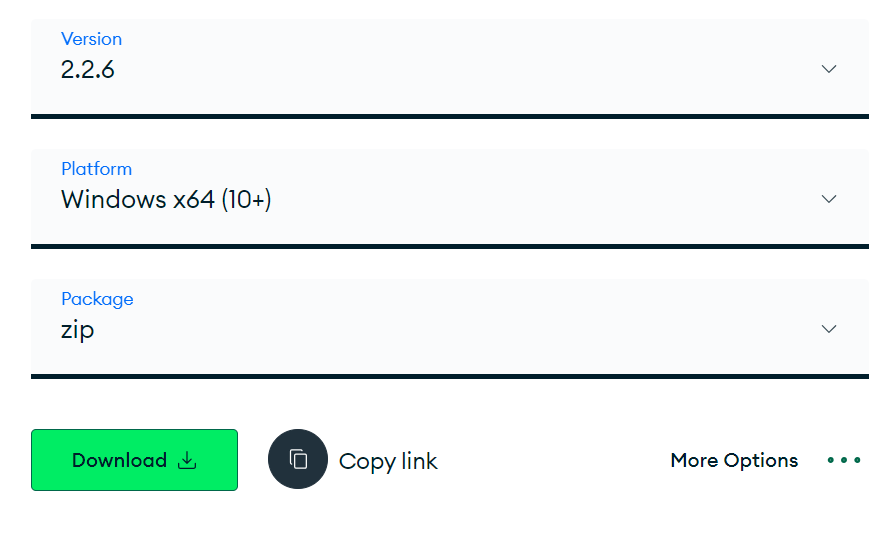 Version
2.2.6
Platform
Windows x64 (10+)
Package
zip
Download
Copy link
More Options